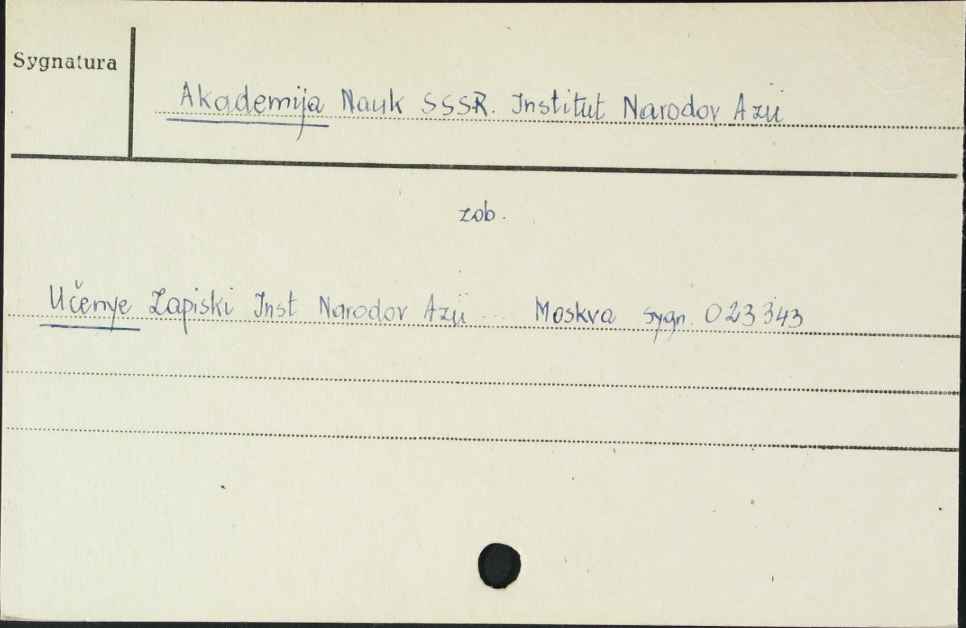 Sygnatura
Akademija Nauk SSSR. Institut Narodov Azii
zob.
Učenye Zapiski Inst Narodov Azii Moskva sygn. 023343